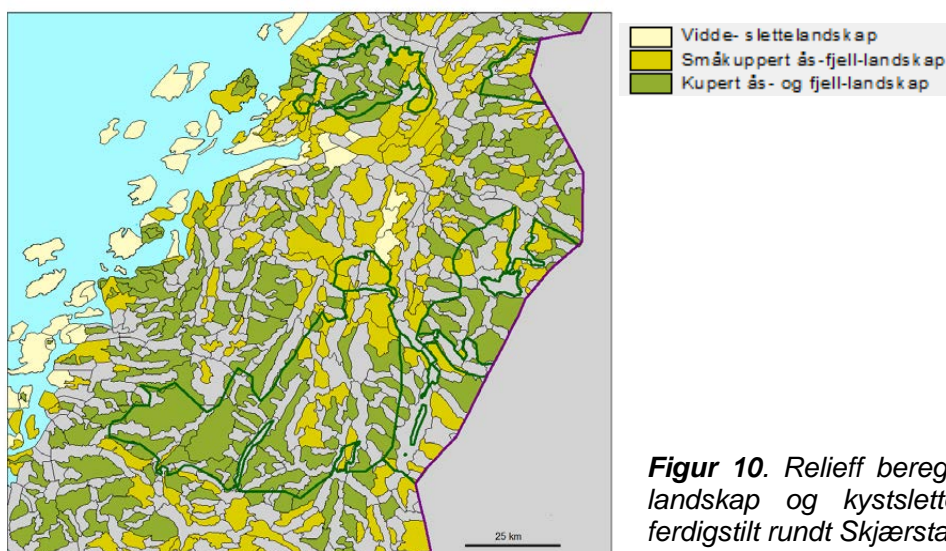 Vidde- slettelandskap
Småkuppert ås-fjell-landskap
Kupert ås- og fjell-landskap
25 km
Figur 10. Relieff bereg
landskap og kystslette
ferdigstilt rundt Skjærsta